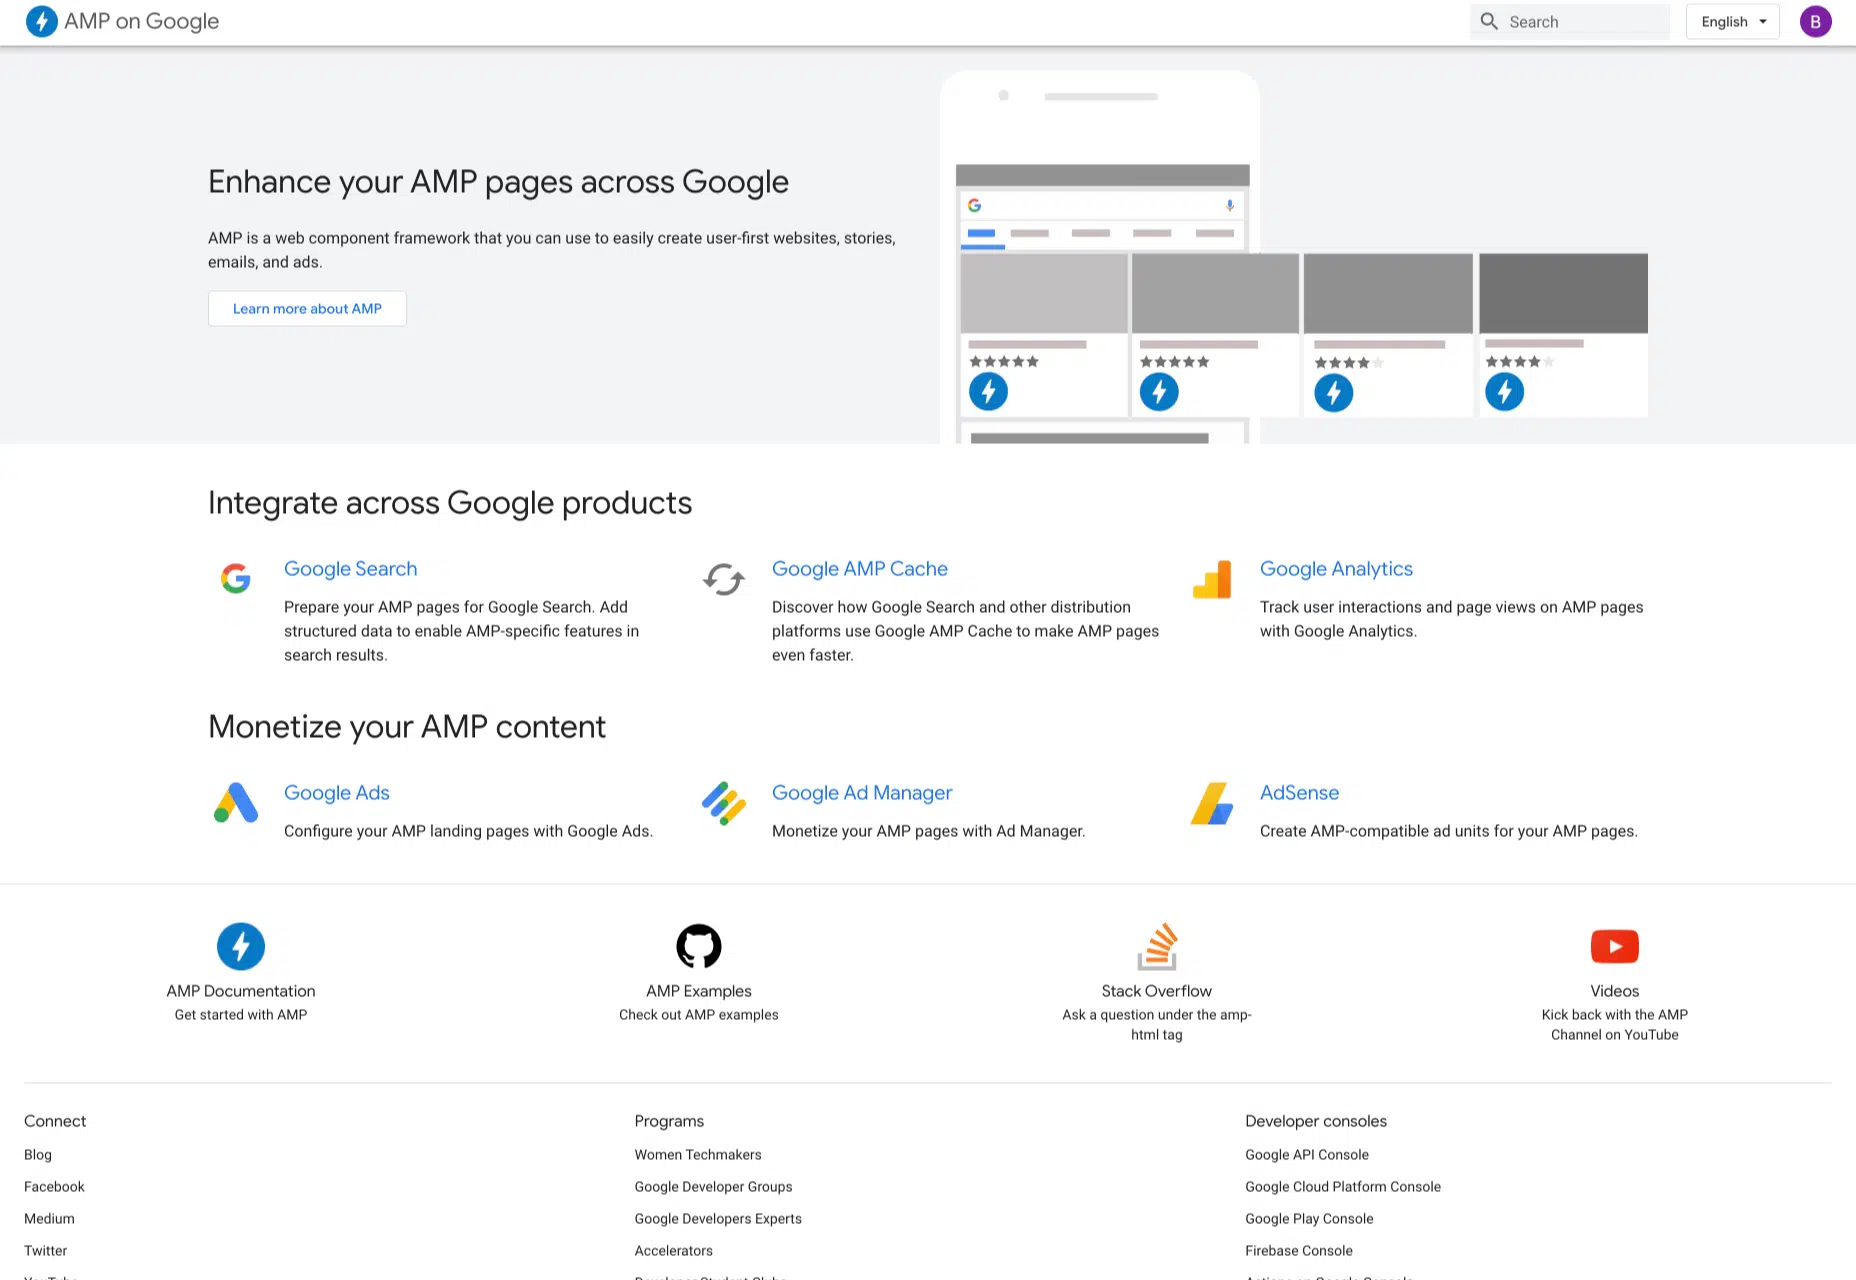 AMP on Google
Search
English
B
Enhance your AMP pages across Google
AMP is a web component framework that you can use to easily create user-first websites, stories,
emails, and ads.
Learn more about AMP
Integrate across Google products
Google Search
Prepare your AMP pages for Google Search. Add
structured data to enable AMP-specific features in
search results.
Google AMP Cache
Discover how Google Search and other distribution
platforms use Google AMP Cache to make AMP pages
even faster.
Google Analytics
Track user interactions and page views on AMP pages
with Google Analytics.
Monetize your AMP content
Google Ads
Configure your AMP landing pages with Google Ads.
Google Ad Manager
Monetize your AMP pages with Ad Manager.
AdSense
Create AMP-compatible ad units for your AMP pages.
AMP Documentation
Get started with AMP
AMP Examples
Check out AMP examples
Stack Overflow
Ask a question under the amp-
html tag
Videos
Kick back with the AMP
Channel on YouTube
Connect
Blog
Facebook
Medium
Twitter
Programs
Women Techmakers
Google Developer Groups
Google Developers Experts
Accelerators
Developer consoles
Google API Console
Google Cloud Platform Console
Google Play Console
Firebase Console